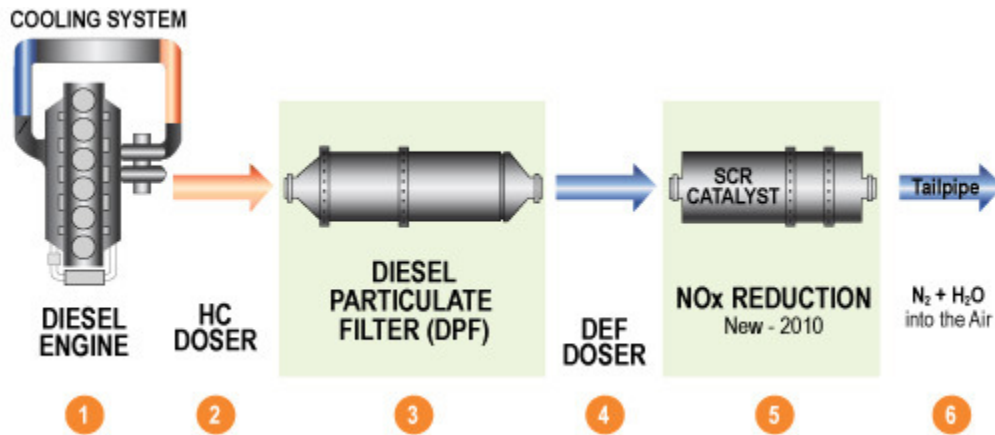 COOLING SYSTEM
DIESEL
ENGINE
HC
DOSER
DIESEL
PARTICULATE
FILTER (DPF)
DEF
DOSER
SCR
CATALYST
NOx REDUCTION
New - 2010
Tailpipe
N₂ + H₂O
into the Air
1
2
3
4
5
6